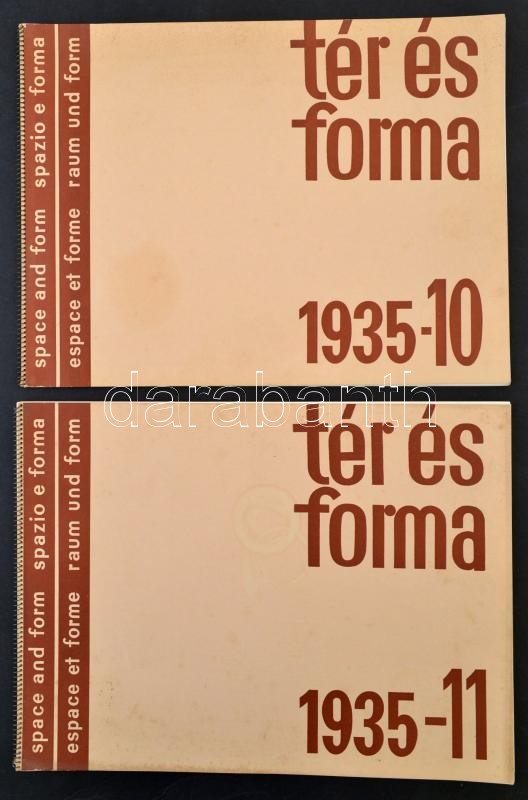 space and form spazio e forma
espace et forme raum und form
tér és
forma
1935-10
darabanth
space and form spazio e forma
espace et forme raum und form
tér és
forma
1935-11